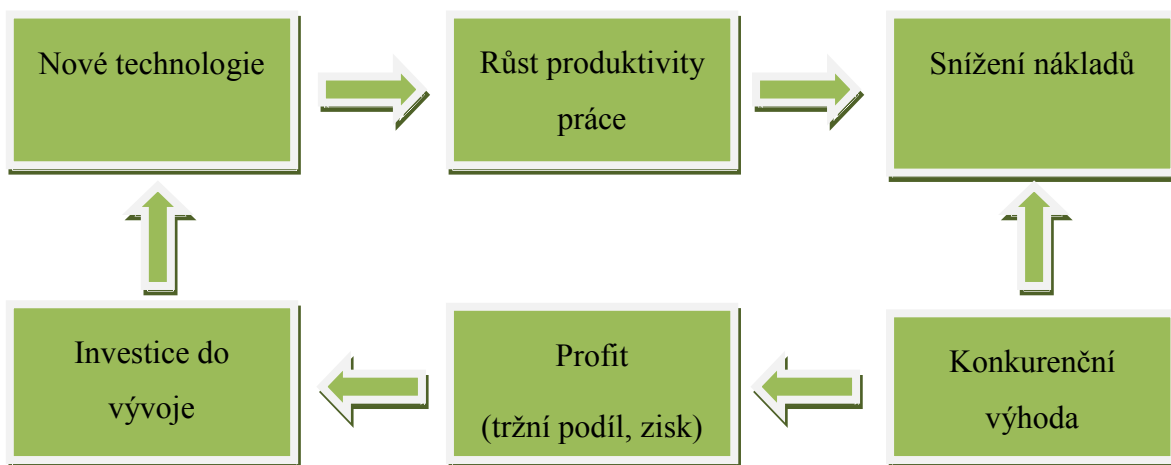 Nové technologie
Růst produktivity
práce
Snížení nákladů
Investice do
vývoje
Profit
(tržní podíl, zisk)
Konkurenční
výhoda